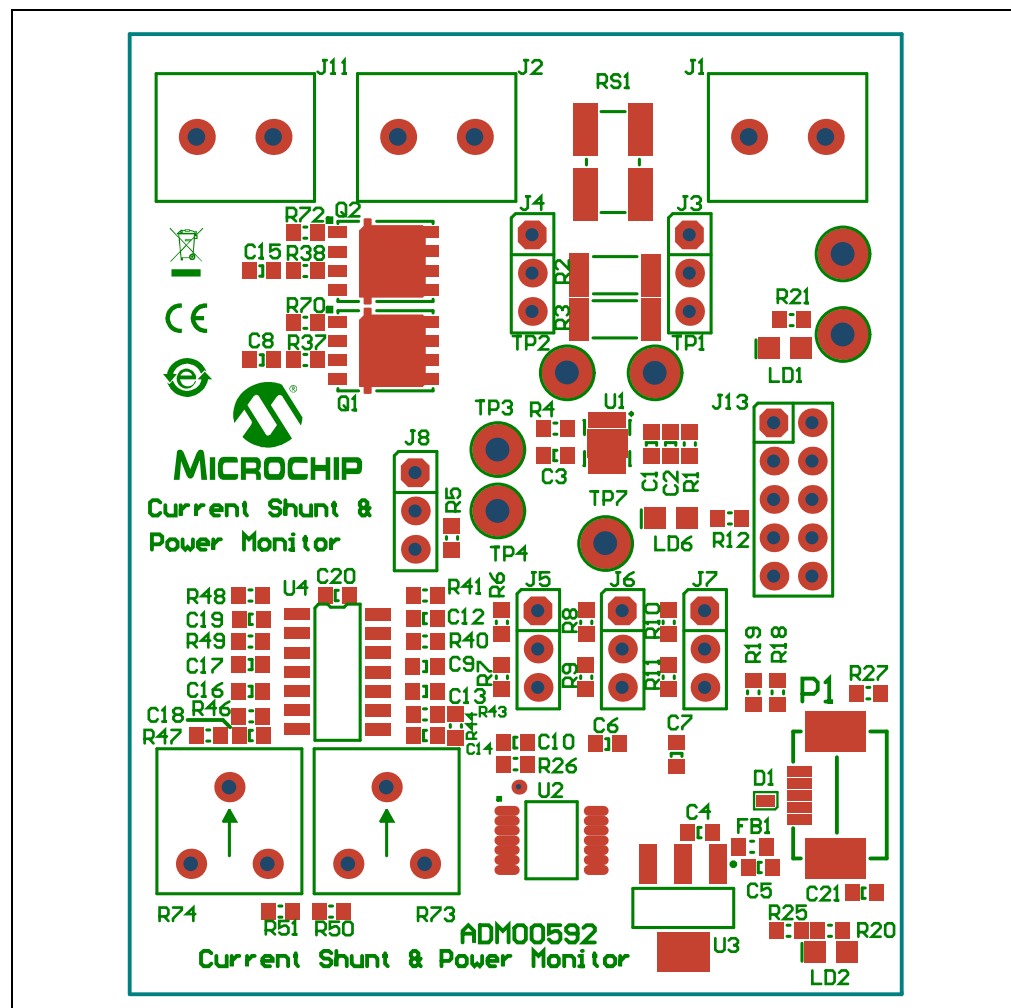 J11
J2
RS1
J1
J4
J3
R72
Q2
C15
R38
R2
R21
R70
R3
C8
R37
TP2
TP1
LD1
Q1
TP3
R4
U1
J13
®
J8
MICROCHIP
C3
C1
C2
R1
R5
TP7
Current Shunt &
Power Monitor
TP4
LD6
R12
C20
R6
J5
J6
J7
R48
U4
R41
C19
C12
R8
R10
R49
R40
R19
R18
C17
C9
R7
R9
R11
C16
C13
R27
P1
R46
R43
C18
R44
R47
C14
C10
C6
C7
R26
D1
U2
C4
FB1
C5
C21
R74
R51
R50
R73
R25
R20
ADM00592
U3
Current Shunt & Power Monitor
LD2